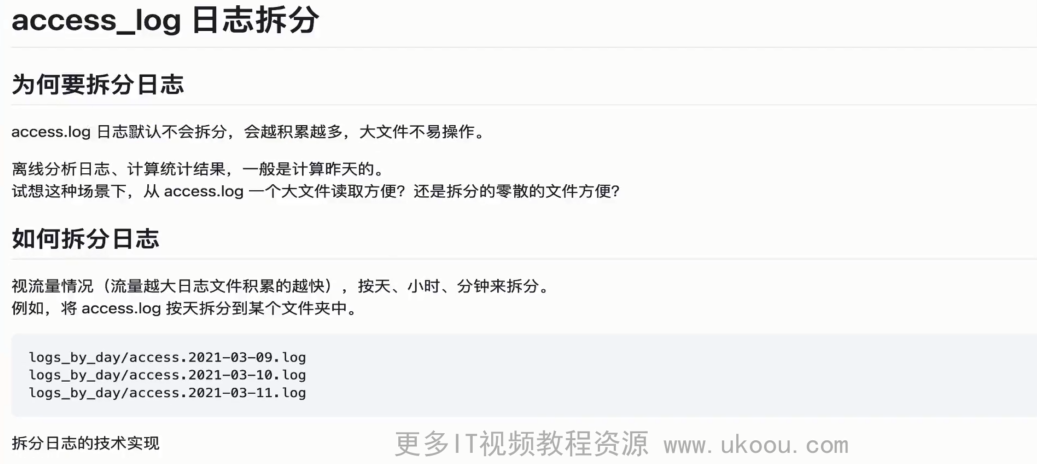 access_log 日志拆分
为何要拆分日志
access.log 日志默认不会拆分，会越积累越多，大文件不易操作。
离线分析日志、计算统计结果，一般是计算昨天的。
试想这种场景下，从 access.log 一个大文件读取方便？还是拆分的零散的文件方便？
如何拆分日志
视流量情况（流量越大日志文件积累的越快），按天、小时、分钟来拆分。
例如，将 access.log 按天拆分到某个文件夹中。
logs_by_day/access.2021-03-09.log
logs_by_day/access.2021-03-10.log
logs_by_day/access.2021-03-11.log
拆分日志的技术实现
更多IT视频教程资源 www.ukoou.com